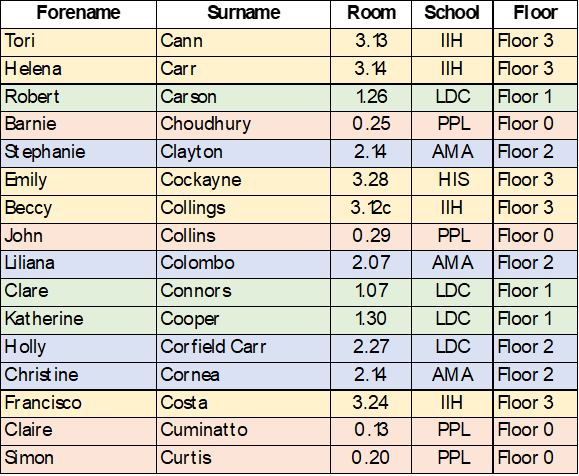 Forename Surname Room School Floor
Tori Cann 3.13 IIH Floor 3
Helena Carr 3.14 IIH Floor 3
Robert Carson 1.26 LDC Floor 1
Barnie Choudhury 0.25 PPL Floor 0
Stephanie Clayton 2.14 AMA Floor 2
Emily Cockayne 3.28 HIS Floor 3
Beccy Collings 3.12c IIH Floor 3
John Collins 0.29 PPL Floor 0
Liliana Colombo 2.07 AMA Floor 2
Clare Connors 1.07 LDC Floor 1
Katherine Cooper 1.30 LDC Floor 1
Holly Corfield Carr 2.27 LDC Floor 2
Christine Cornea 2.14 AMA Floor 2
Francisco Costa 3.24 IIH Floor 3
Claire Cuminatto 0.13 PPL Floor 0
Simon Curtis 0.20 PPL Floor 0